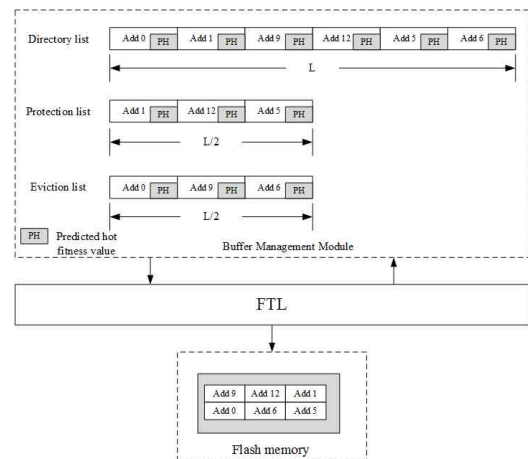 Directory list
Add 0 PH Add 1 PH Add 9 PH Add 12 PH Add 5 PH Add 6 PH
L
Protection list
Add 1 PH Add 12 PH Add 5 PH
L/2
Eviction list
Add 0 PH Add 9 PH Add 6 PH
L/2
PH Predicted hot
fitness value
Buffer Management Module
FTL
Add 9 Add 12 Add 1
Add 0 Add 6 Add 5
Flash memory